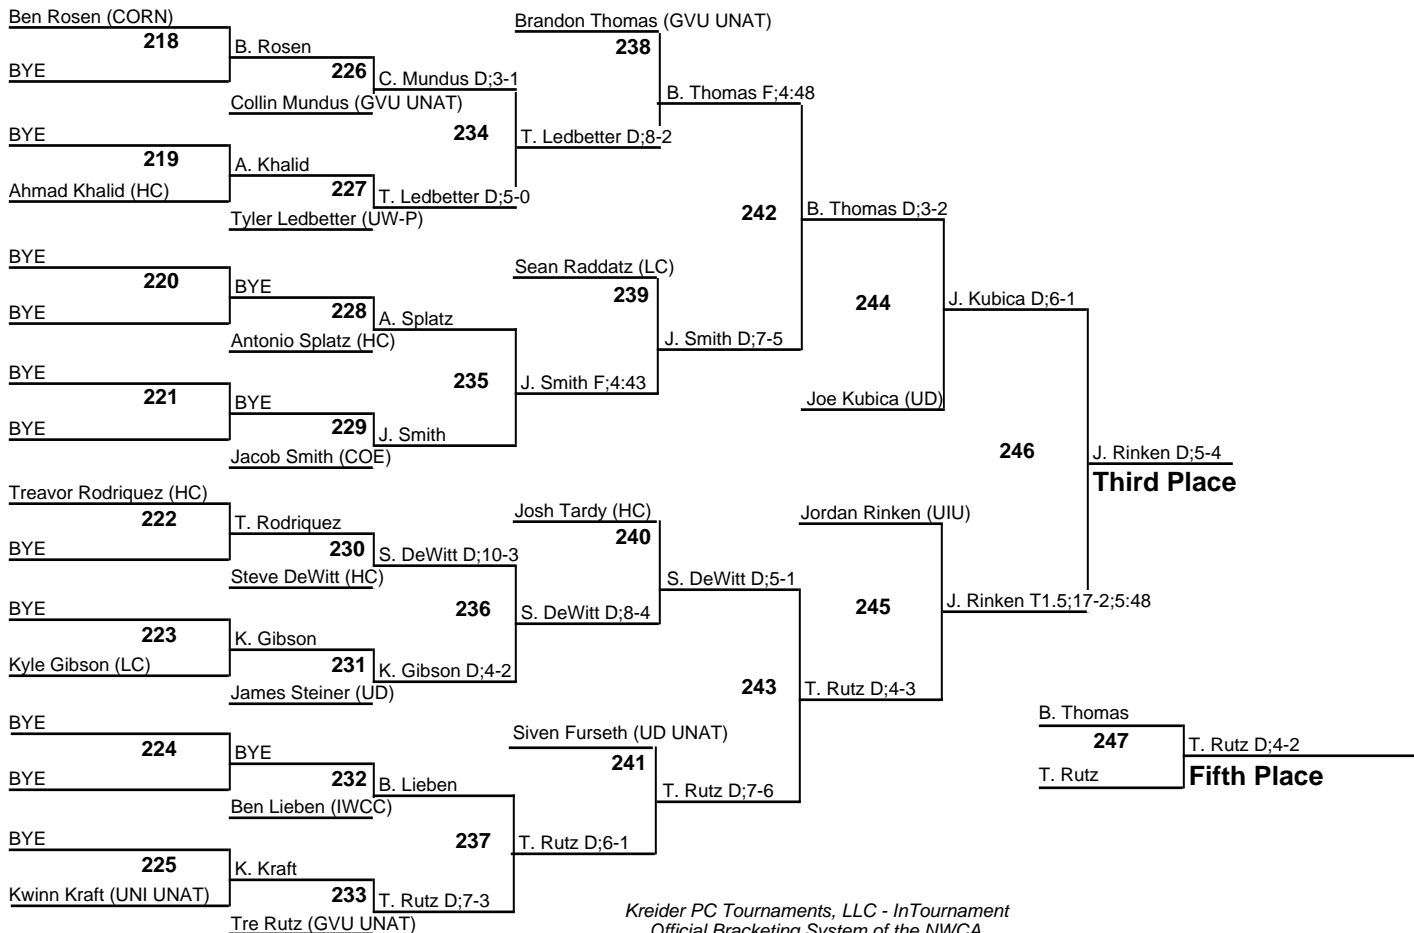 Ben Rosen (CORN)
218
BYE
B. Rosen
226
Collin Mundus (GVU UNAT)
C. Mundus D;3-1
BYE
219
Ahmad Khalid (HC)
A. Khalid
227
Tyler Ledbetter (UW-P)
T. Ledbetter D;5-0
234
T. Ledbetter D;8-2
Brandon Thomas (GVU UNAT)
238
B. Thomas F;4:48
BYE
220
BYE
BYE
228
Antonio Splatz (HC)
A. Splatz
BYE
221
BYE
BYE
229
Jacob Smith (COE)
J. Smith
235
J. Smith F;4:43
Sean Raddatz (LC)
239
J. Smith D;7-5
242
B. Thomas D;3-2
244
Joe Kubica (UD)
J. Kubica D;6-1
Treavor Rodriquez (HC)
222
BYE
T. Rodriquez
230
Steve DeWitt (HC)
S. DeWitt D;10-3
BYE
223
Kyle Gibson (LC)
K. Gibson
231
James Steiner (UD)
K. Gibson D;4-2
236
S. DeWitt D;8-4
Josh Tardy (HC)
240
S. DeWitt D;5-1
BYE
224
BYE
BYE
232
Ben Lieben (IWCC)
B. Lieben
BYE
225
Kwinn Kraft (UNI UNAT)
K. Kraft
233
Tre Rutz (GVU UNAT)
T. Rutz D;7-3
237
T. Rutz D;6-1
Siven Furseth (UD UNAT)
241
T. Rutz D;7-6
243
T. Rutz D;4-3
Jordan Rinken (UIU)
245
J. Rinken T1.5;17-2;5:48
246
J. Rinken D;5-4
Third Place
B. Thomas
247
T. Rutz
T. Rutz D;4-2
Fifth Place
Kreider PC Tournaments, LLC - InTournament
Official Bracketing System of the NWCA